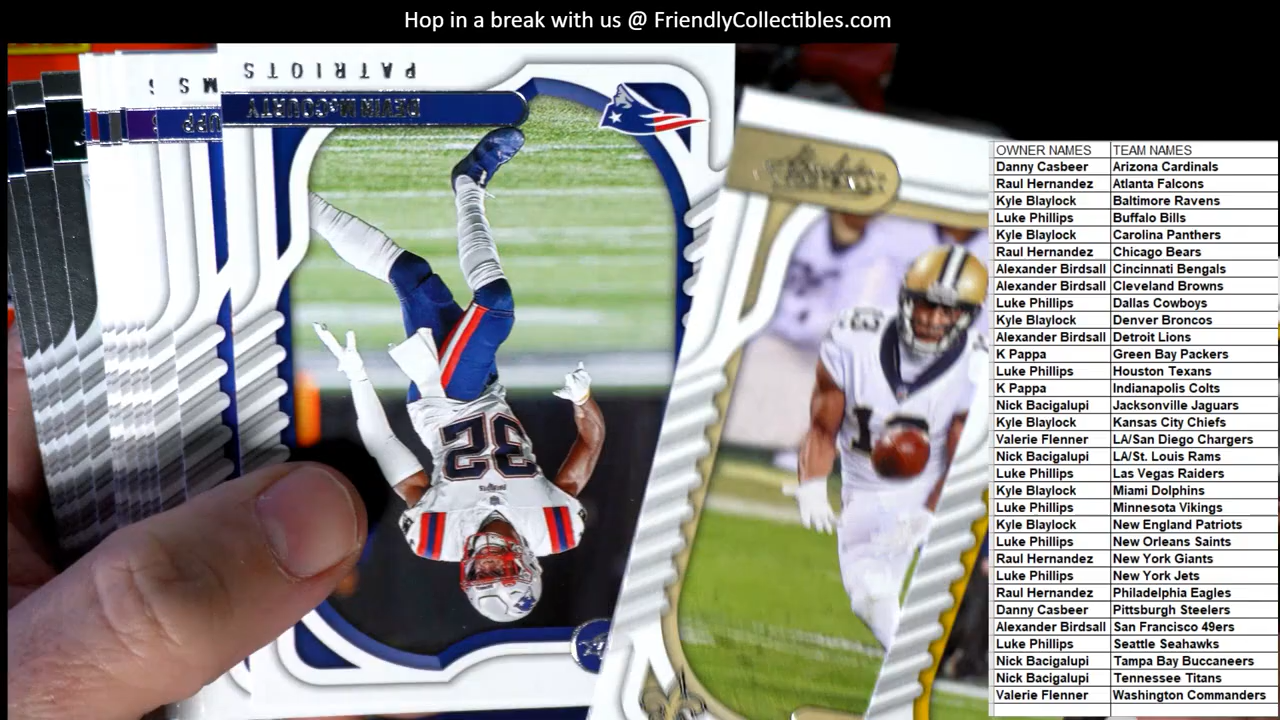 Hop in a break with us @ FriendlyCollectibles.com
PATRIOTS
DEVIN McCOURTY
MS
UPP
32
PATRIOTS
13
OWNER NAMES TEAM NAMES
Danny Casbeer Arizona Cardinals
Raul Hernandez Atlanta Falcons
Kyle Blaylock Baltimore Ravens
Luke Phillips Buffalo Bills
Kyle Blaylock Carolina Panthers
Raul Hernandez Chicago Bears
Alexander Birdsall Cincinnati Bengals
Alexander Birdsall Cleveland Browns
Luke Phillips Dallas Cowboys
Kyle Blaylock Denver Broncos
Alexander Birdsall Detroit Lions
K Pappa Green Bay Packers
Luke Phillips Houston Texans
K Pappa Indianapolis Colts
Nick Bacigalupi Jacksonville Jaguars
Kyle Blaylock Kansas City Chiefs
Valerie Flenner LA/San Diego Chargers
Nick Bacigalupi LA/St. Louis Rams
Luke Phillips Las Vegas Raiders
Kyle Blaylock Miami Dolphins
Luke Phillips Minnesota Vikings
Kyle Blaylock New England Patriots
Luke Phillips New Orleans Saints
Raul Hernandez New York Giants
Luke Phillips New York Jets
Raul Hernandez Philadelphia Eagles
Danny Casbeer Pittsburgh Steelers
Alexander Birdsall San Francisco 49ers
Luke Phillips Seattle Seahawks
Nick Bacigalupi Tampa Bay Buccaneers
Nick Bacigalupi Tennessee Titans
Valerie Flenner Washington Commanders